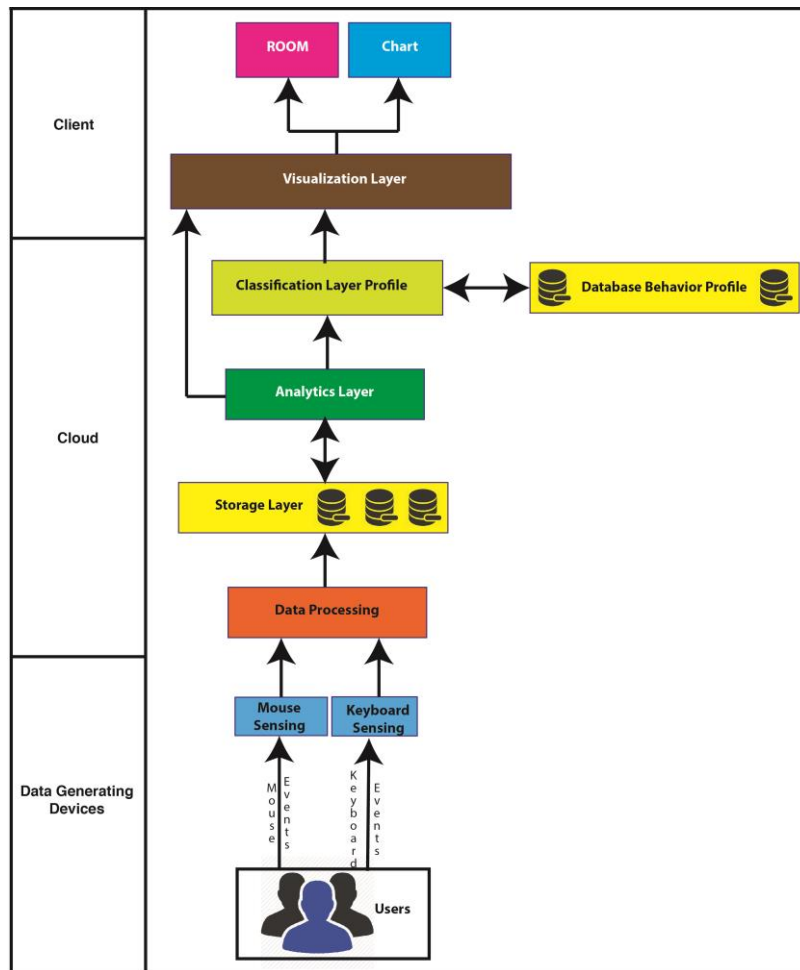 ROOM
Chart
Client
Visualization Layer
Classification Layer Profile
Database Behavior Profile
Analytics Layer
Cloud
Storage Layer
Data Processing
Mouse
Sensing
Keyboard
Sensing
Data Generating
Devices
Mouse
Events
Keyboard
Events
Users